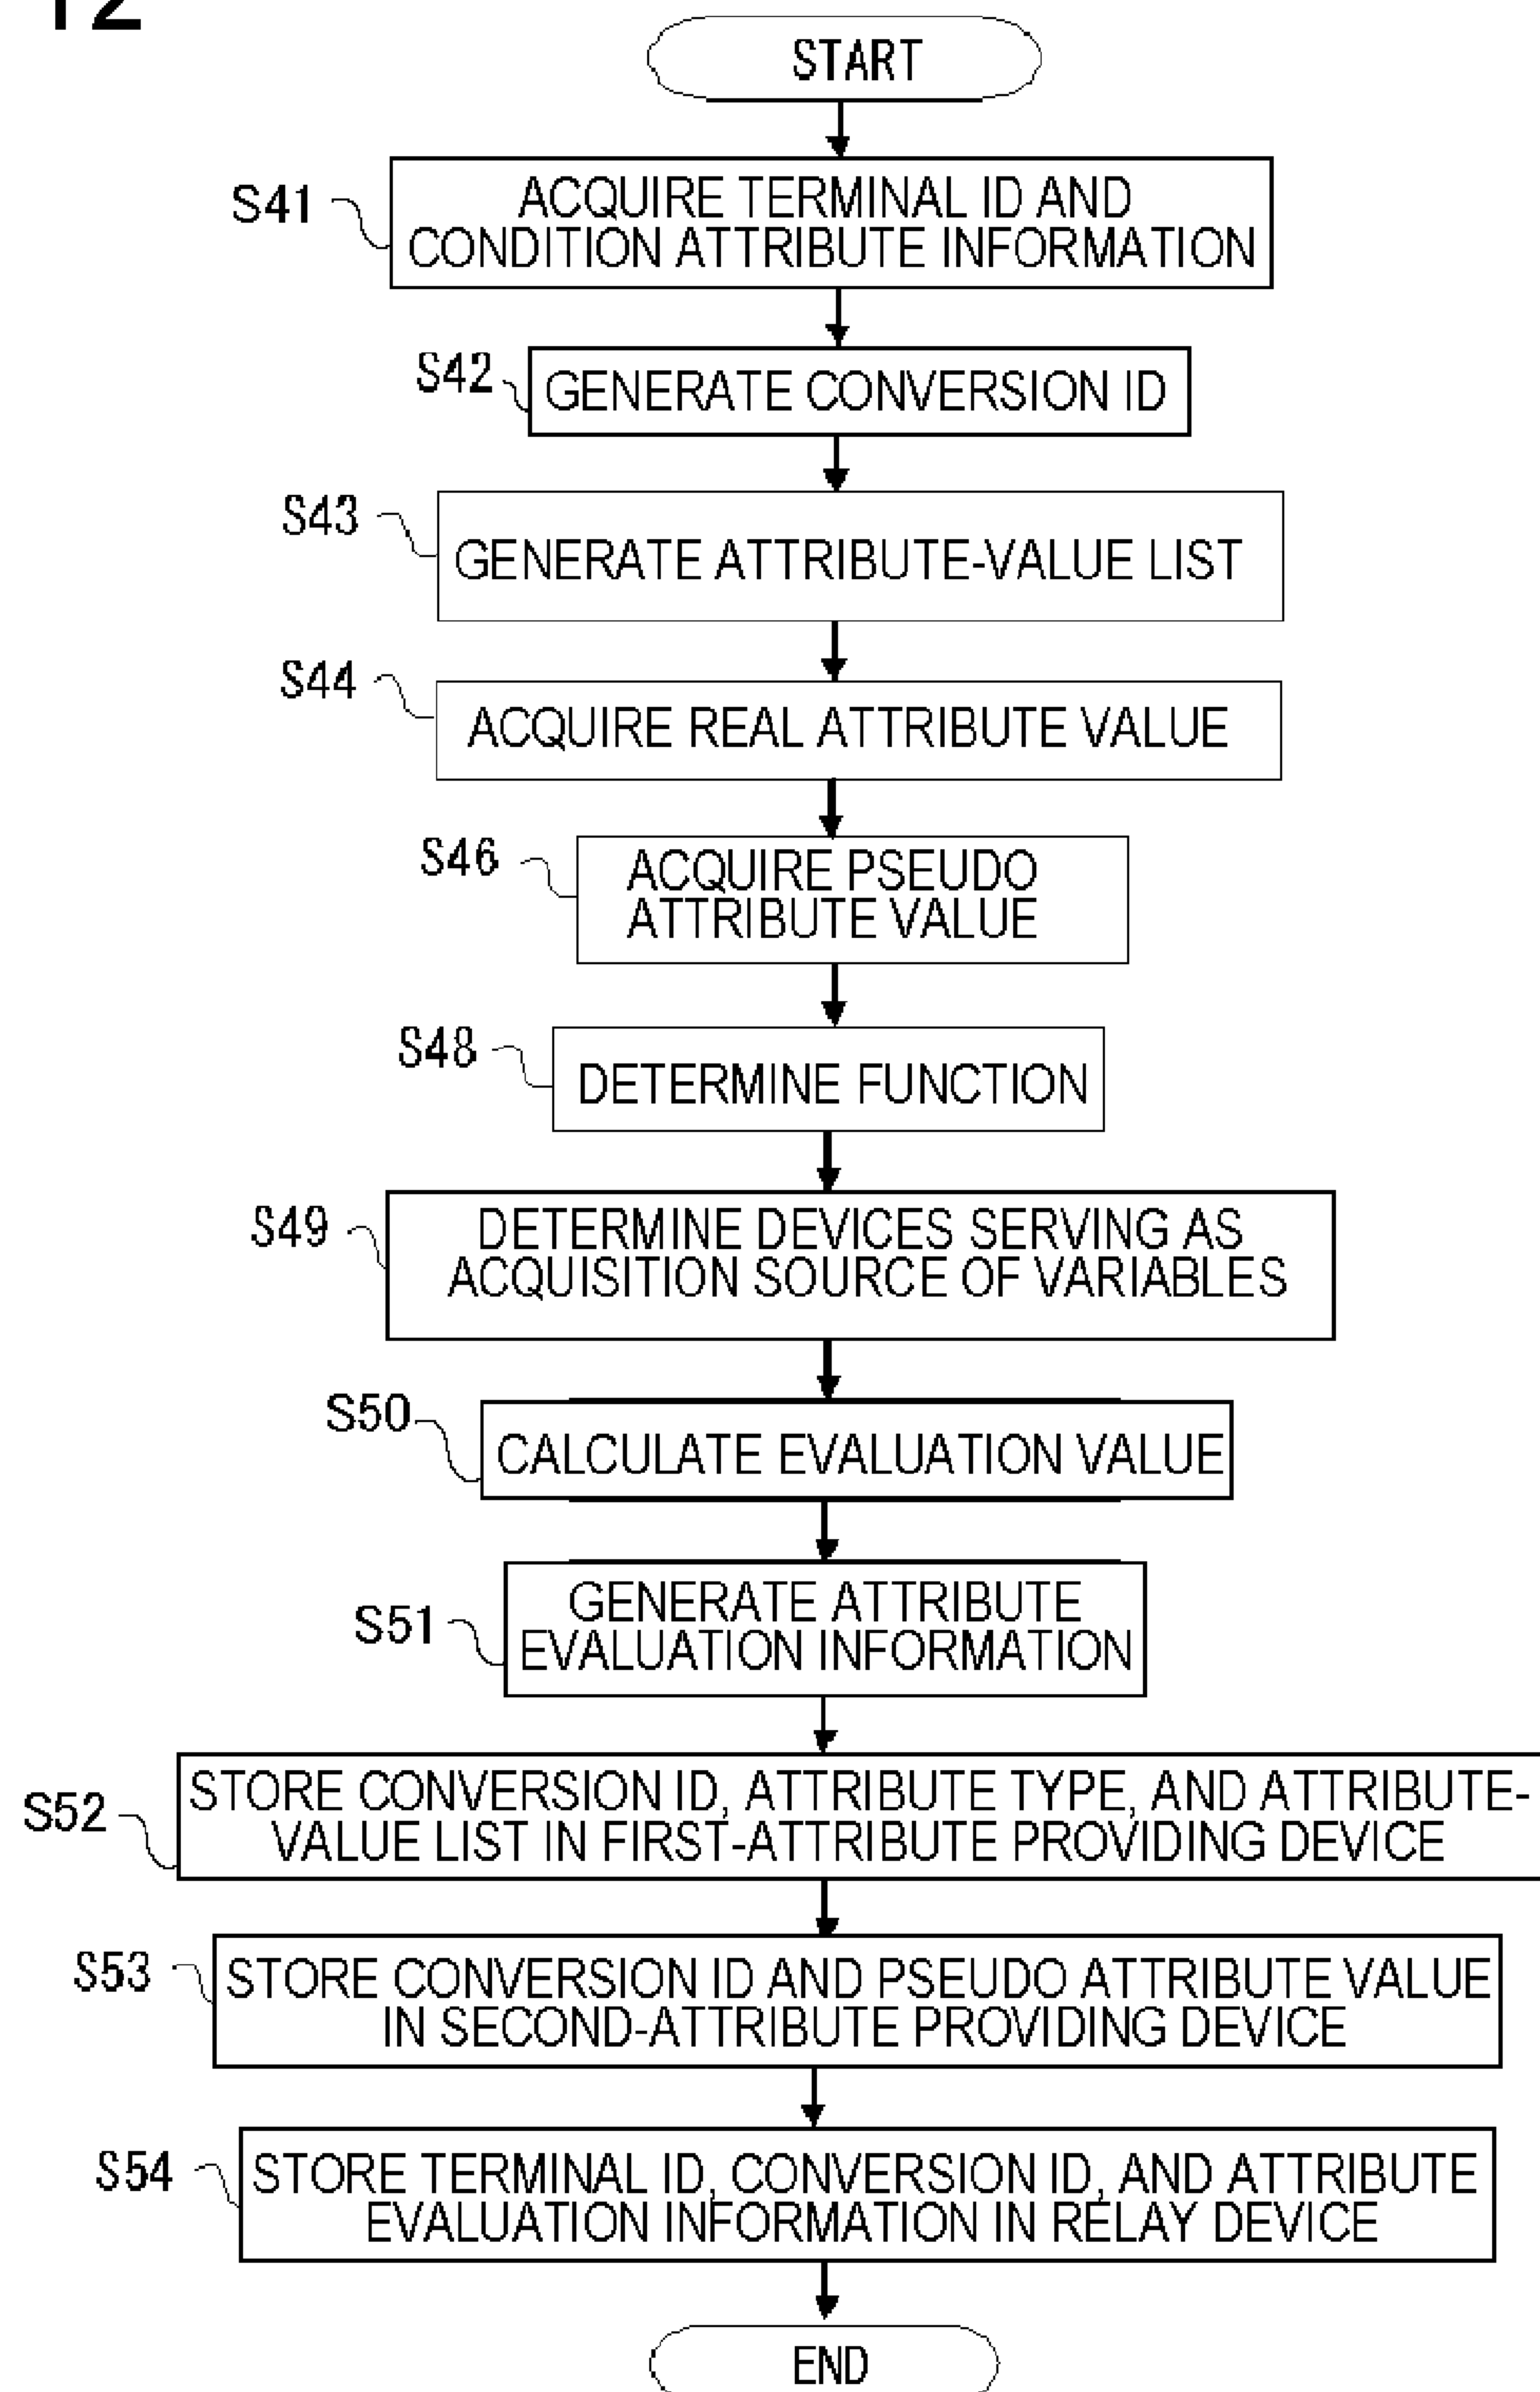 12
START
S41
ACQUIRE TERMINAL ID AND
CONDITION ATTRIBUTE INFORMATION
S42
GENERATE CONVERSION ID
S43
GENERATE ATTRIBUTE-VALUE LIST
S44
ACQUIRE REAL ATTRIBUTE VALUE
S46
ACQUIRE PSEUDO
ATTRIBUTE VALUE
S48
DETERMINE FUNCTION
S49
DETERMINE DEVICES SERVING AS
ACQUISITION SOURCE OF VARIABLES
S50
CALCULATE EVALUATION VALUE
S51
GENERATE ATTRIBUTE
EVALUATION INFORMATION
S52
STORE CONVERSION ID, ATTRIBUTE TYPE, AND ATTRIBUTE-
VALUE LIST IN FIRST-ATTRIBUTE PROVIDING DEVICE
S53
STORE CONVERSION ID AND PSEUDO ATTRIBUTE VALUE
IN SECOND-ATTRIBUTE PROVIDING DEVICE
S54
STORE TERMINAL ID, CONVERSION ID, AND ATTRIBUTE
EVALUATION INFORMATION IN RELAY DEVICE
END